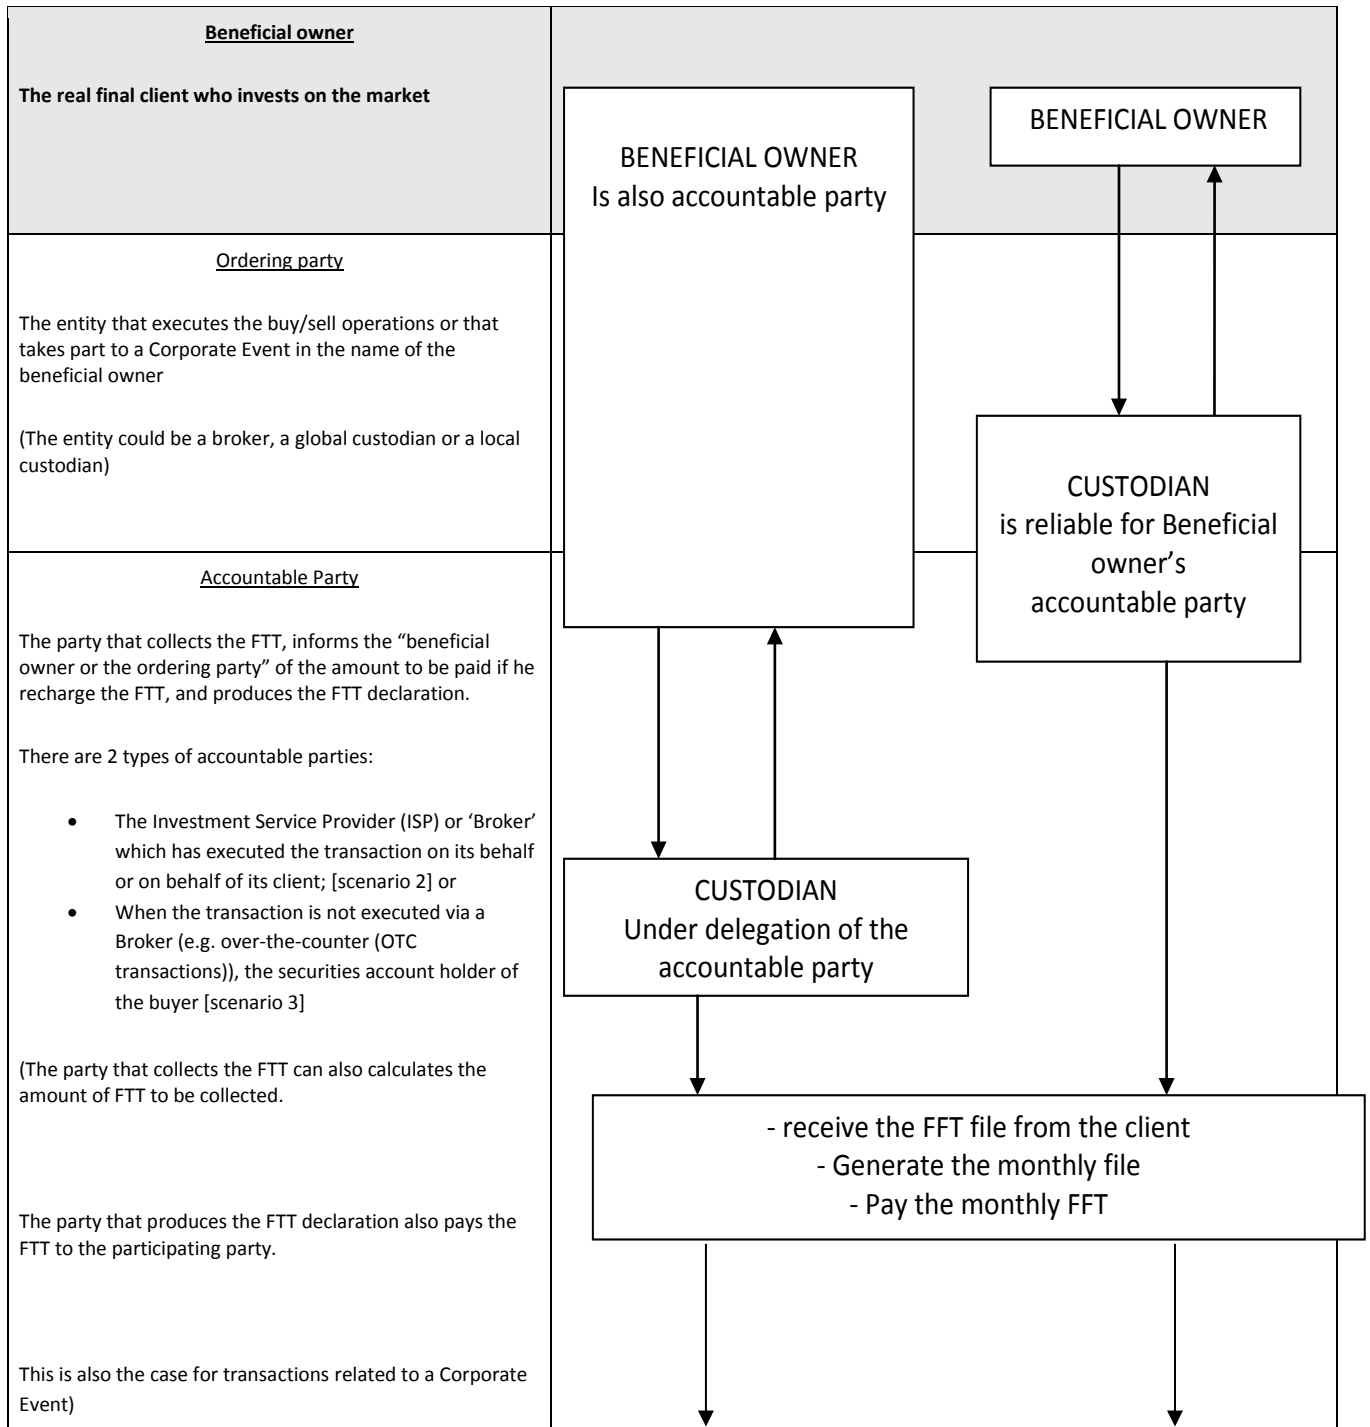 Beneficial owner
The real final client who invests on the market
BENEFICIAL OWNER
Is also accountable party
BENEFICIAL OWNER
Ordering party
The entity that executes the buy/sell operations or that
takes part to a Corporate Event in the name of the
beneficial owner
(The entity could be a broker, a global custodian or a local
custodian)
CUSTODIAN
is reliable for Beneficial
owner’s
accountable party
Accountable Party
The party that collects the FTT, informs the “beneficial
owner or the ordering party” of the amount to be paid if he
recharge the FTT, and produces the FTT declaration.
There are 2 types of accountable parties:
• The Investment Service Provider (ISP) or ‘Broker’
which has executed the transaction on its behalf
or on behalf of its client; [scenario 2] or
• When the transaction is not executed via a
Broker (e.g. over-the-counter (OTC
transactions)), the securities account holder of
the buyer [scenario 3]
(The party that collects the FTT can also calculates the
amount of FTT to be collected.
The party that produces the FTT declaration also pays the
FTT to the participating party.
This is also the case for transactions related to a Corporate
Event)
CUSTODIAN
Under delegation of the
accountable party
- receive the FFT file from the client
- Generate the monthly file
- Pay the monthly FFT